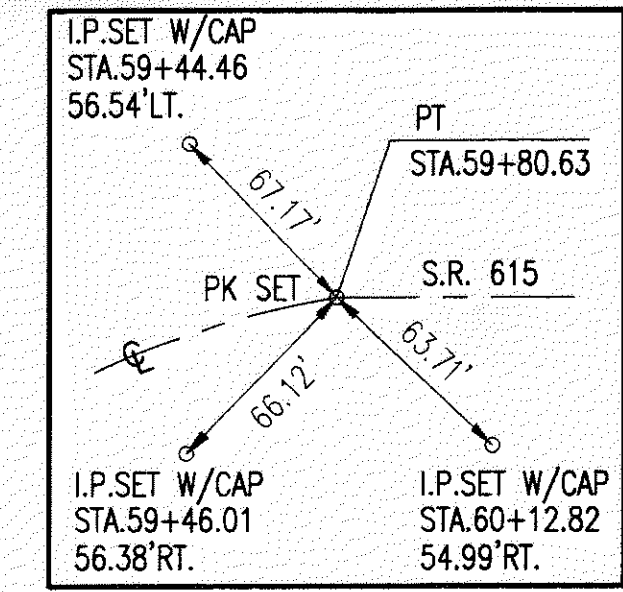 I.P.SET W/CAP
STA.59+44.46
56.54'LT.
PT
STA.59+80.63
67.17'
PK SET
S.R. 615
℄
66.12'
63.71'
I.P.SET W/CAP
STA.59+46.01
56.38'RT.
I.P.SET W/CAP
STA.60+12.82
54.99'RT.